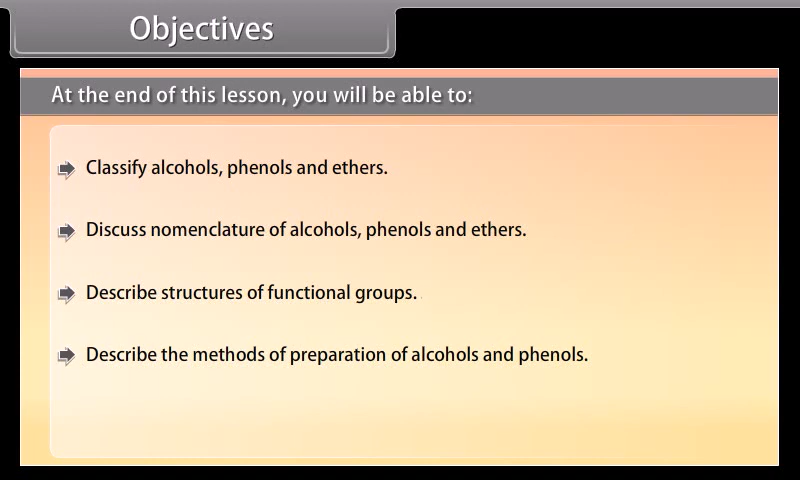 Objectives
At the end of this lesson, you will be able to:
Classify alcohols, phenols and ethers.
Discuss nomenclature of alcohols, phenols and ethers.
Describe structures of functional groups.
Describe the methods of preparation of alcohols and phenols.